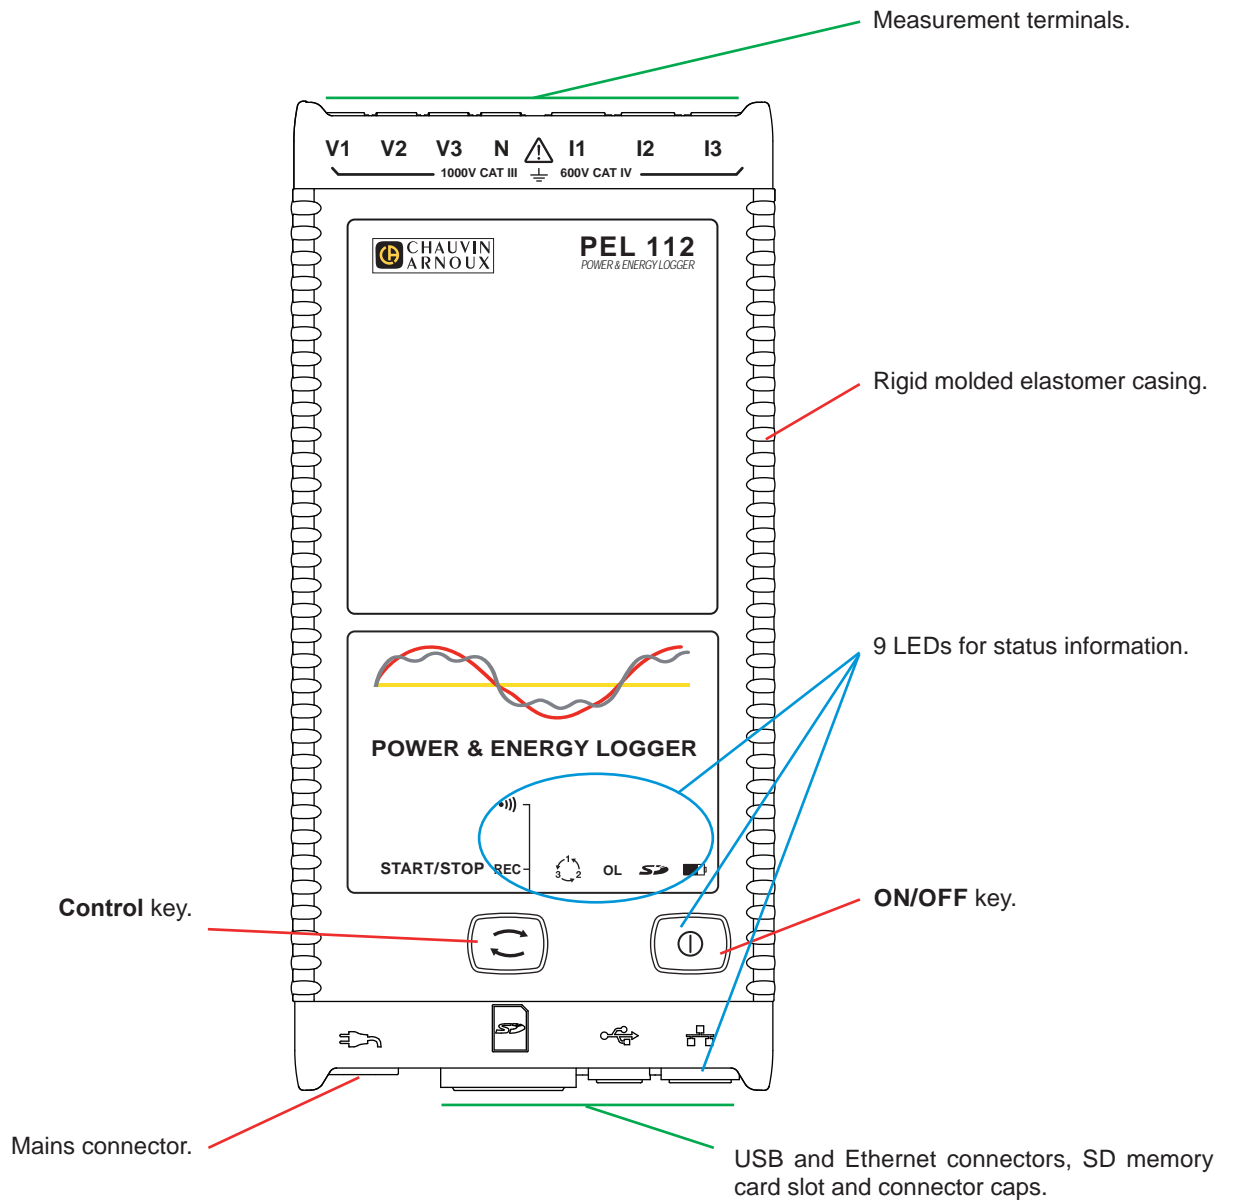 Measurement terminals.
V1 V2 V3 N I1 I2 I3
1000V CAT III 600V CAT IV
CHAUVIN
ARNOUX
PEL 112
POWER & ENERGY LOGGER
Rigid molded elastomer casing.
9 LEDs for status information.
POWER & ENERGY LOGGER
START/STOP REC 1 2 3 OL SD
Control key.
ON/OFF key.
SD
Mains connector.
USB and Ethernet connectors, SD memory
card slot and connector caps.